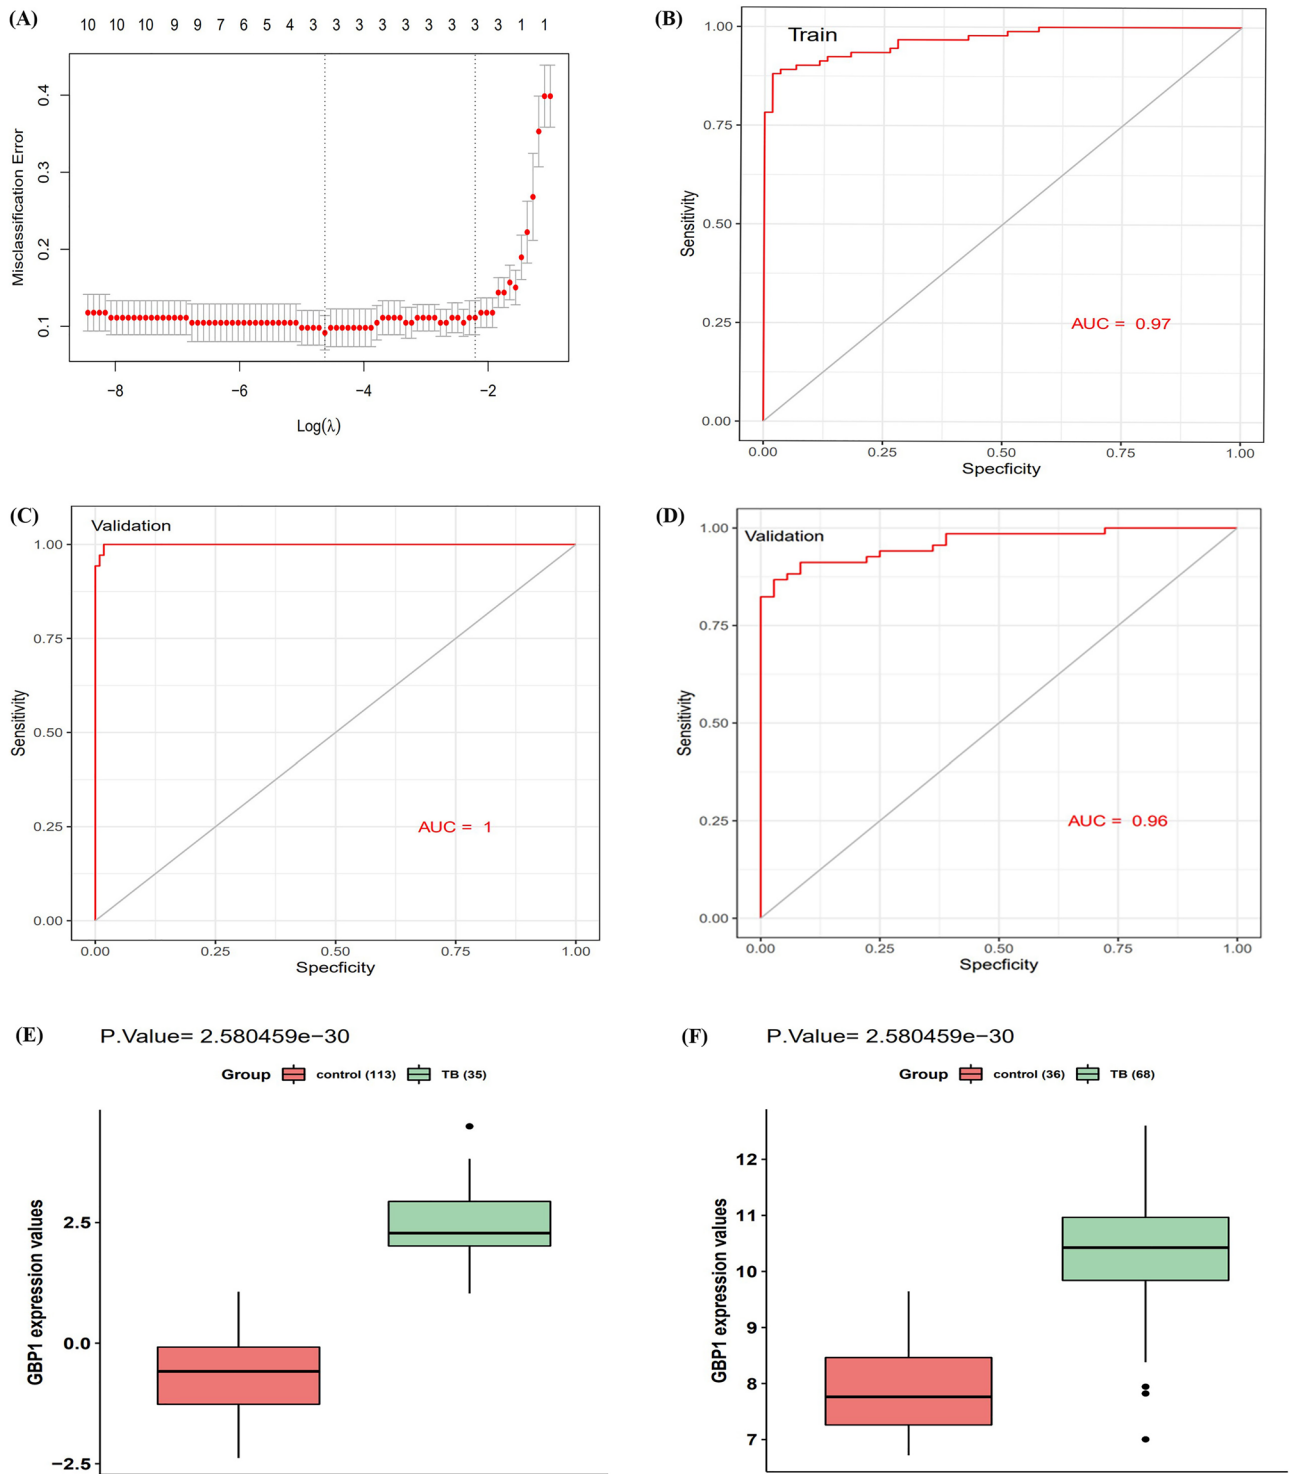 (A)
10 10 10 9 9 7 5 4 3 3 3 3 3 3 3 1 1
Misclassification Error
0.4
0.3
0.2
0.1
−8 −6 −4 −2
Log(λ)
(B)
Train
1.00
0.75
0.50
0.25
0.00
Sensitivity
AUC = 0.97
0.00 0.25 0.50 0.75 1.00
Specficity
(C)
Validation
1.00
0.75
0.50
0.25
0.00
Sensitivity
AUC = 1
0.00 0.25 0.50 0.75 1.00
Specficity
(D)
Validation
1.00
0.75
0.50
0.25
0.00
Sensitivity
AUC = 0.96
0.00 0.25 0.50 0.75 1.00
Specficity
(E)
P.Value= 2.580459e−30
Group control (113) TB (35)
GBP1 expression values
2.5
0.0
−2.5
(F)
P.Value= 2.580459e−30
Group control (36) TB (68)
GBP1 expression values
12
11
10
9
8
7